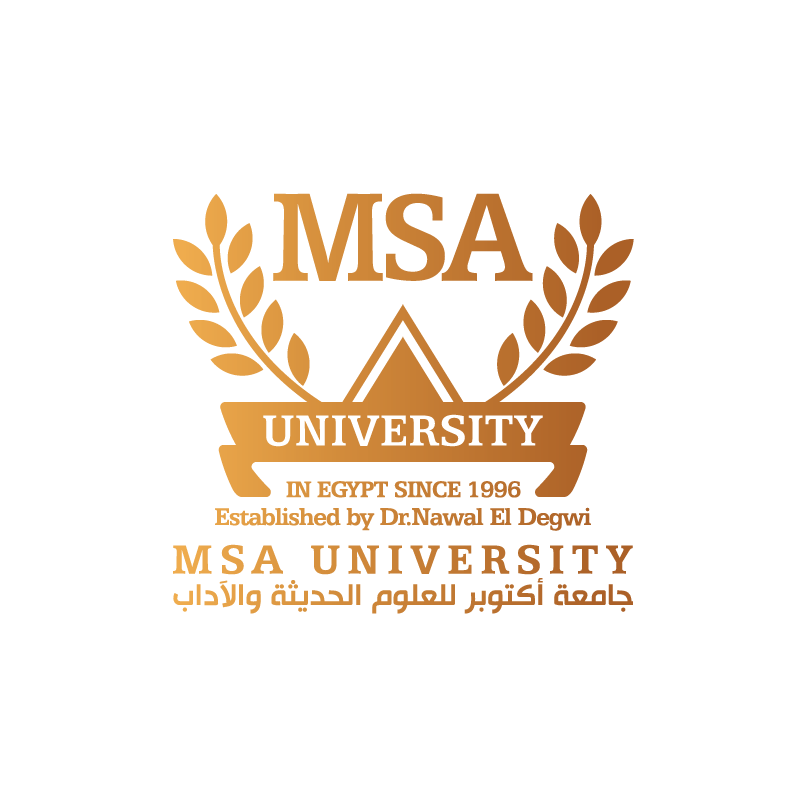 MSA
UNIVERSITY
IN EGYPT SINCE 1996
Established by Dr.Nawal El Degwi
MSA UNIVERSITY
جامعة أكتوبر للعلوم الحديثة والآداب